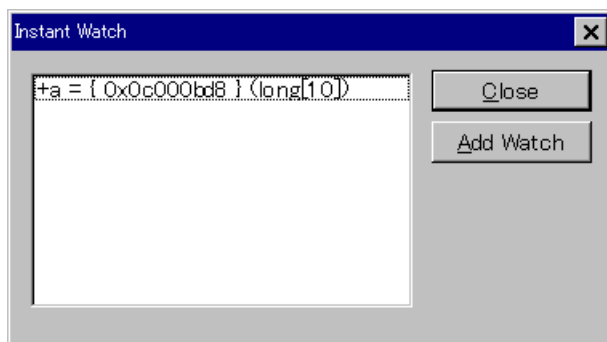 Instant Watch
+a = { 0x0c000bd8 } (long[10])
Close
Add Watch